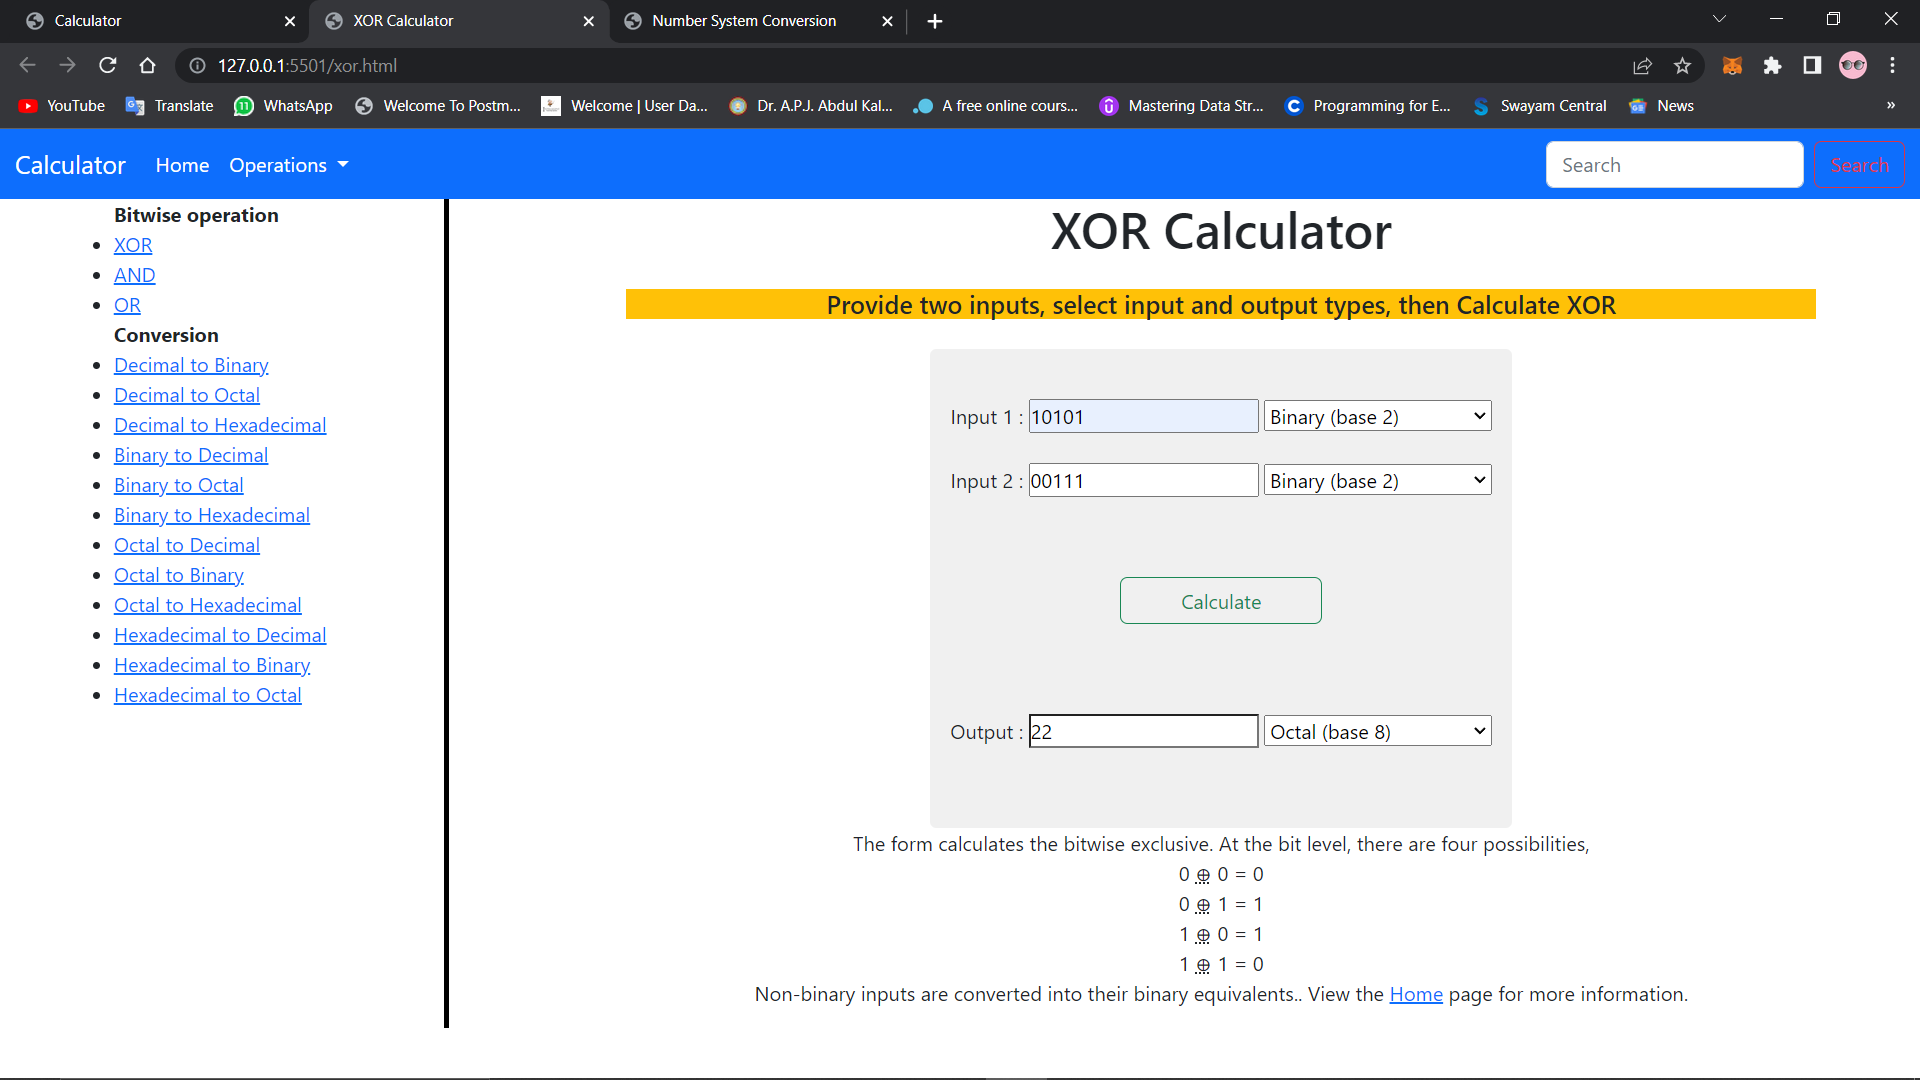 Calculator
XOR Calculator
Number System Conversion
127.0.0.1:5501/xor.html
YouTube
Translate
11
WhatsApp
Welcome To Postm...
Welcome | User Da...
Dr. A.P.J. Abdul Kal...
A free online cours...
Mastering Data Str...
Programming for E...
Swayam Central
News
»
Calculator
Home
Operations
Search
Search
Bitwise operation
XOR
AND
OR
Conversion
Decimal to Binary
Decimal to Octal
Decimal to Hexadecimal
Binary to Decimal
Binary to Octal
Binary to Hexadecimal
Octal to Decimal
Octal to Binary
Octal to Hexadecimal
Hexadecimal to Decimal
Hexadecimal to Binary
Hexadecimal to Octal
XOR Calculator
Provide two inputs, select input and output types, then Calculate XOR
Input 1 : 10101 Binary (base 2)
Input 2 : 00111 Binary (base 2)
Calculate
Output : 22 Octal (base 8)
The form calculates the bitwise exclusive. At the bit level, there are four possibilities,
0 ⊕ 0 = 0
0 ⊕ 1 = 1
1 ⊕ 0 = 1
1 ⊕ 1 = 0
Non-binary inputs are converted into their binary equivalents.. View the Home page for more information.